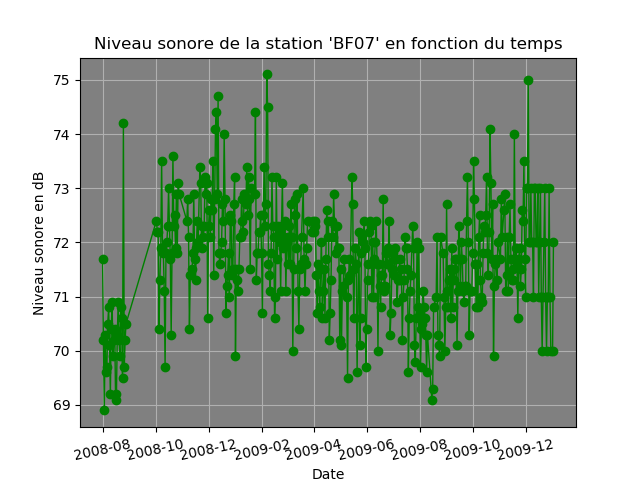 Niveau sonore de la station 'BF07' en fonction du temps
Niveau sonore en dB
75
74
73
72
71
70
69
2008-08 2008-10 2008-12 2009-02 2009-04 2009-06 2009-08 2009-10 2009-12
Date